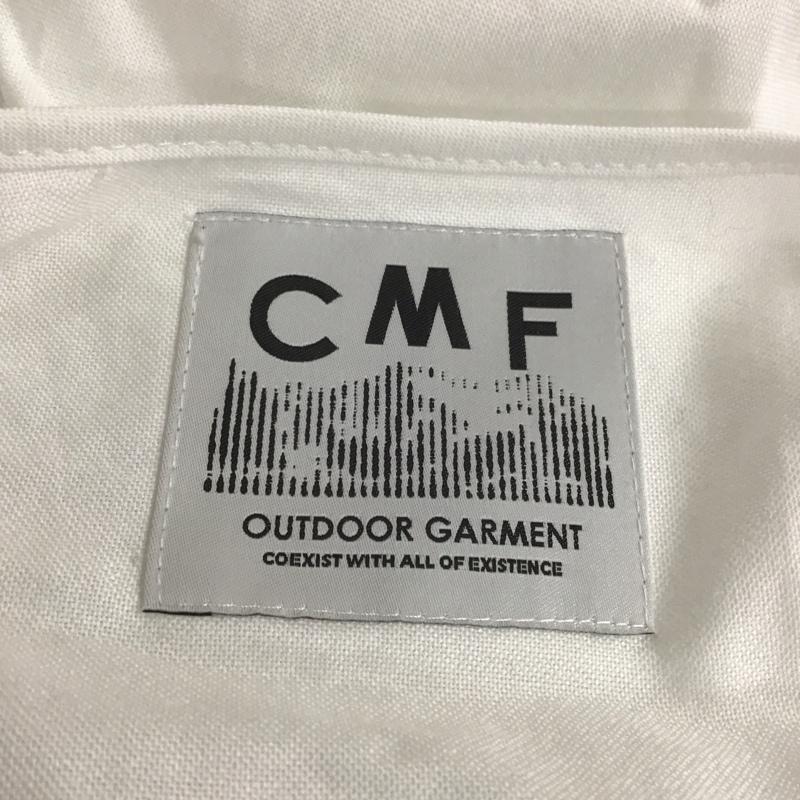 CMF
OUTDOOR GARMENT
COEXIST WITH ALL OF EXISTENCE